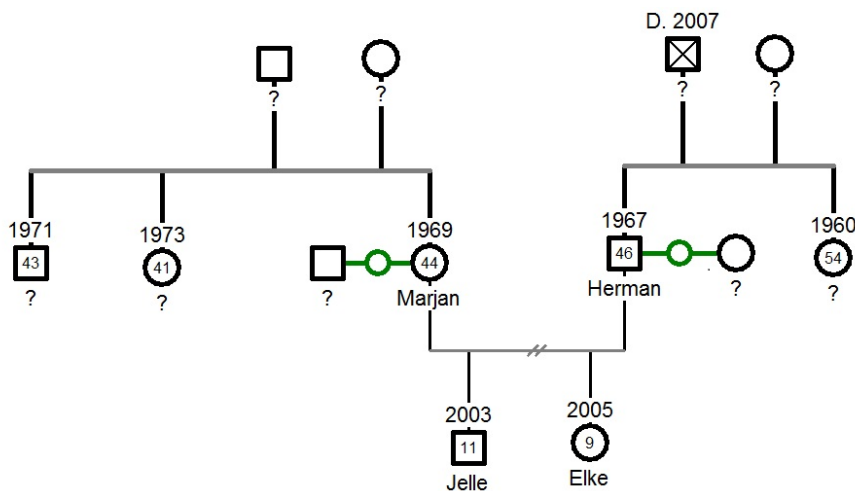 D. 2007
? ? ? ?
1971 1973 1969 1967 1960
43 41 44 46 54
? ? ? Marjan Herman ? ?
2003 2005
11 9
Jelle Elke